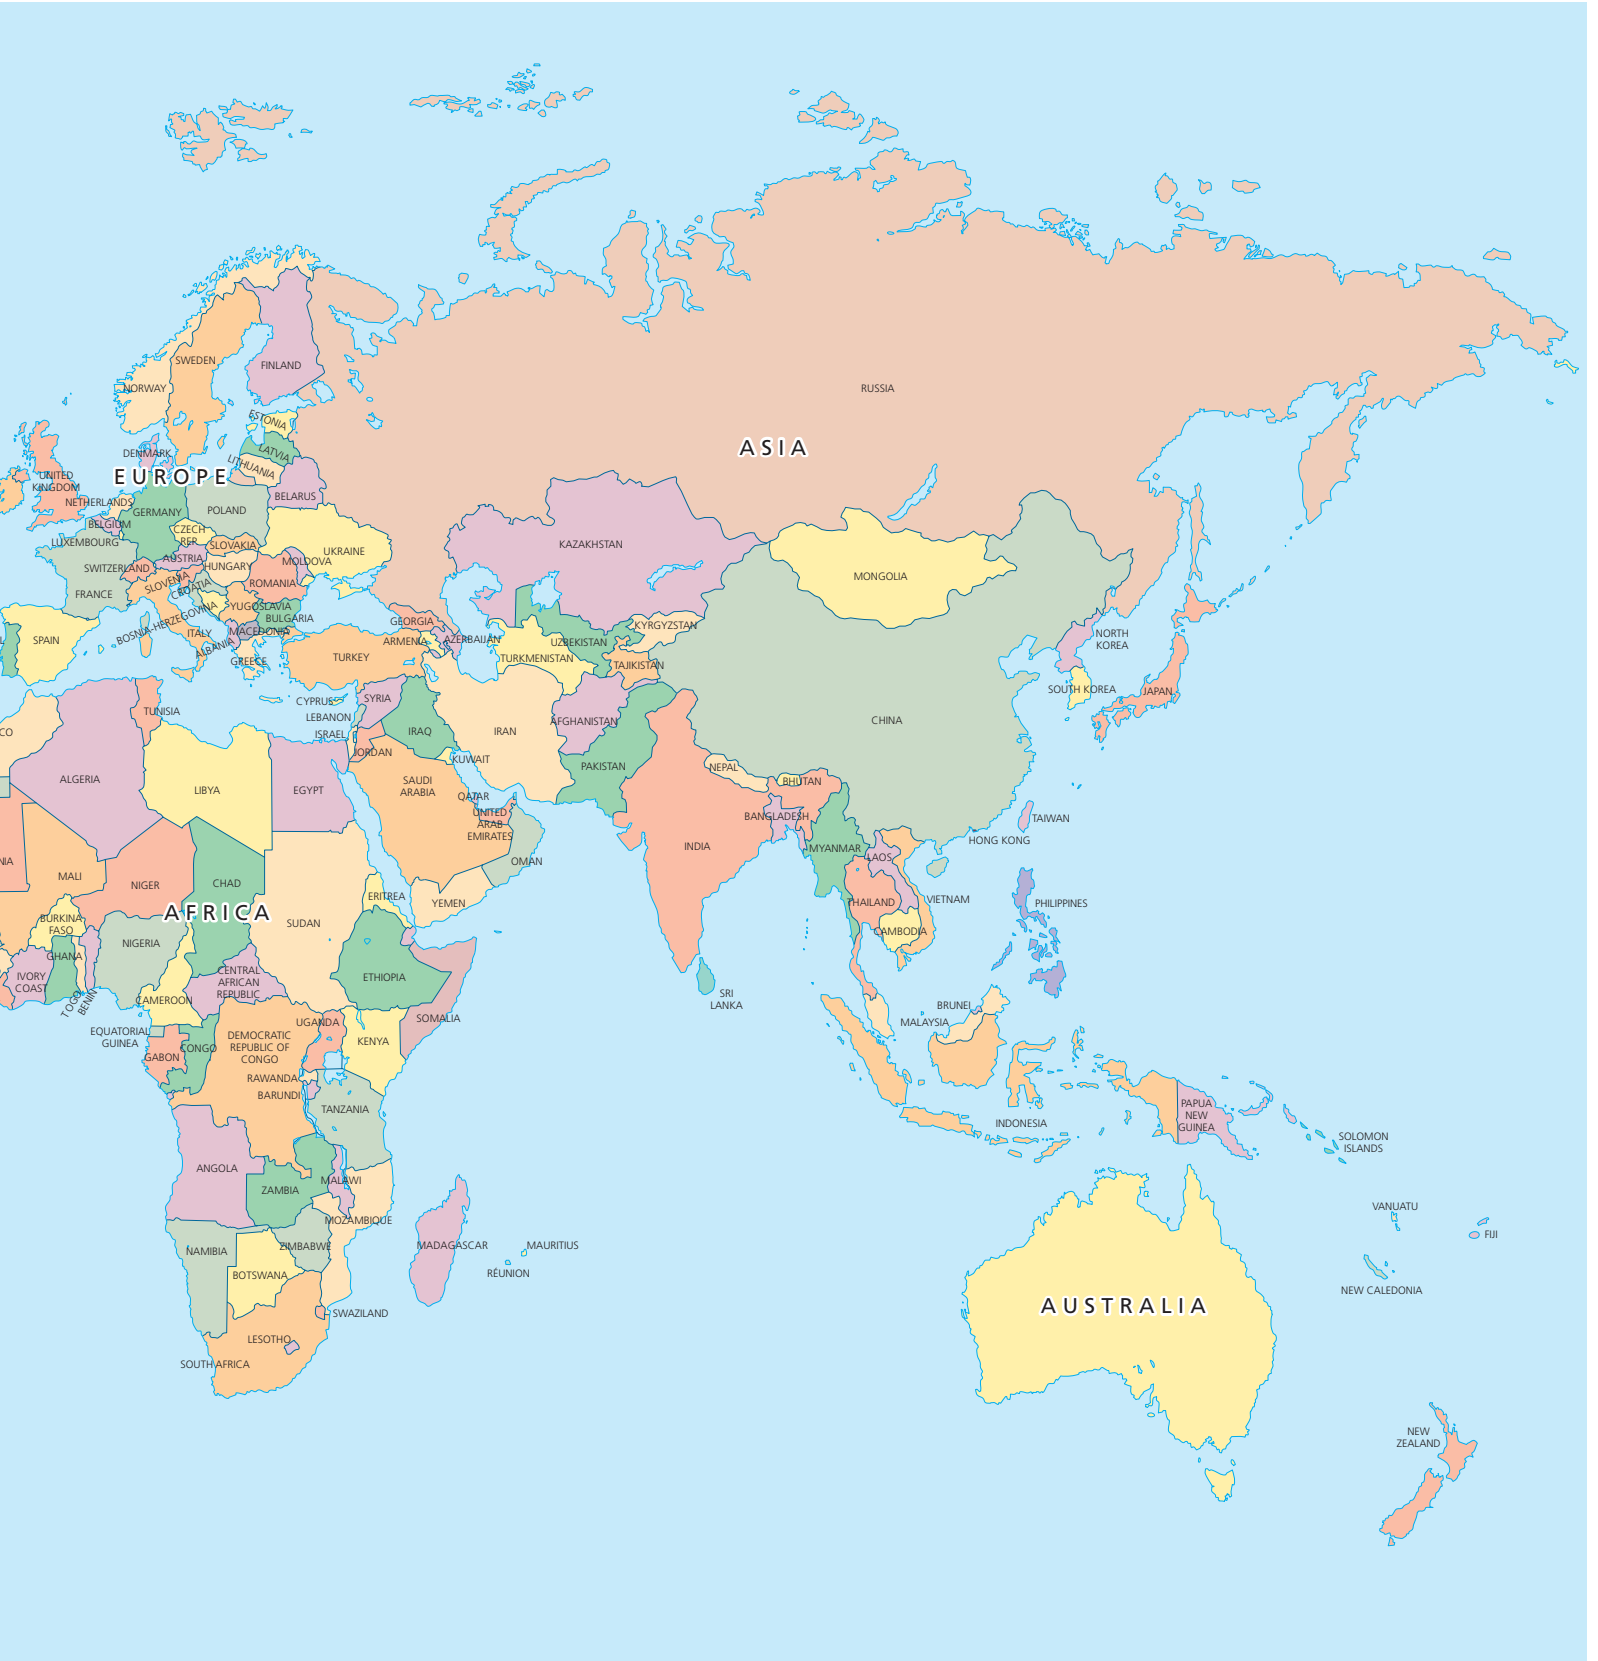 RUSSIA
SWEDEN
FINLAND
NORWAY
ASIA
ESTONIA
LATVIA
LITHUANIA
DENMARK
EUROPE
UNITED
KINGDOM
NETHERLANDS
BELARUS
GERMANY
POLAND
BELGIUM
CZECH
REP.
LUXEMBOURG
SLOVAKIA
UKRAINE
AUSTRIA
MOLDOVA
SWITZERLAND
HUNGARY
KAZAKHSTAN
SLOVENIA
CROATIA
ROMANIA
MONGOLIA
FRANCE
YUGOSLAVIA
BOSNIA-HERZEGOVINA
BULGARIA
GEORGIA
KYRGYZSTAN
SPAIN
ITALY
MACEDONIA
ALBANIA
ARMENIA
AZERBAIJAN
UZBEKISTAN
NORTH
KOREA
GREECE
TURKEY
TURKMENISTAN
TAJIKISTAN
SOUTH KOREA
JAPAN
CYPRUS
SYRIA
TUNISIA
LEBANON
AFGHANISTAN
CHINA
CO
ISRAEL
IRAQ
IRAN
JORDAN
KUWAIT
PAKISTAN
NEPAL
ALGERIA
LIBYA
EGYPT
SAUDI
ARABIA
BHUTAN
QATAR
UNITED
ARAB
EMIRATES
BANGLADESH
TAIWAN
HONG KONG
INDIA
MYANMAR
LAOS
NIA
OMAN
MALI
NIGER
CHAD
ERITREA
YEMEN
THAILAND
VIETNAM
PHILIPPINES
AFRICA
BURKINA
FASO
SUDAN
CAMBODIA
NIGERIA
GHANA
IVORY
COAST
CENTRAL
AFRICAN
REPUBLIC
ETHIOPIA
TOGO
BENIN
CAMEROON
SRI
LANKA
BRUNEI
MALAYSIA
SOMALIA
EQUATORIAL
GUINEA
UGANDA
DEMOCRATIC
REPUBLIC OF
CONGO
KENYA
GABON
CONGO
RAWANDA
BARUNDI
TANZANIA
INDONESIA
PAPUA
NEW
GUINEA
SOLOMON
ISLANDS
ANGOLA
ZAMBIA
MALAWI
MOZAMBIQUE
VANUATU
FIJI
NAMIBIA
ZIMBABWE
MADAGASCAR
MAURITIUS
RÉUNION
BOTSWANA
NEW CALEDONIA
AUSTRALIA
SWAZILAND
LESOTHO
SOUTH AFRICA
NEW
ZEALAND